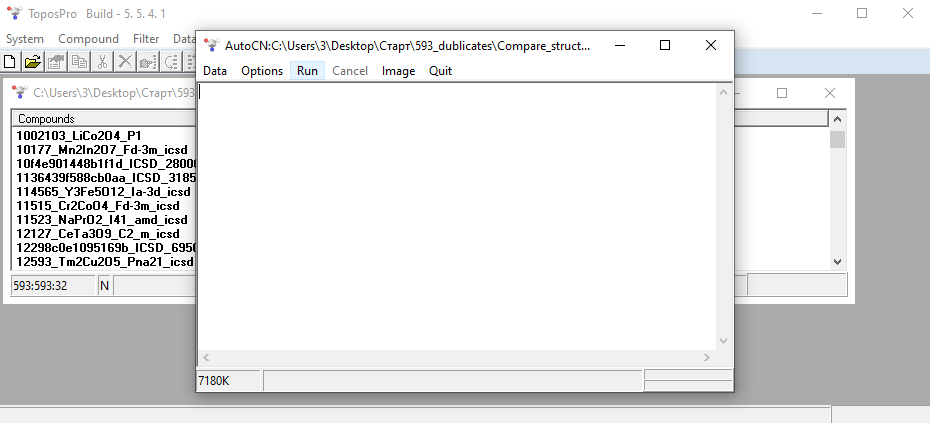 ToposPro Build - 5. 5. 4. 1
System Compound Filter Data
AutoCN:C:\Users\3\Desktop\Старт\593_dublicates\Compare_struct...
Data Options Run Cancel Image Quit
C:\Users\3\Desktop\Старт\593
Compounds
1002103_LiCo2O4_P1
10177_Mn2In2O7_Fd-3m_icsd
10f4e901448b1f1d_ICSD_2800
1136439f588cb0aa_ICSD_3185
114565_Y3Fe5O12_Ia-3d_icsd
11515_Cr2CoO4_Fd-3m_icsd
11523_NaPrO2_I41_amd_icsd
12127_CeTa3O9_C2_m_icsd
12298c0e1095169b_ICSD_6950
12593_Tm2Cu2O5_Pna21_icsd
593:593:32 N
7180K